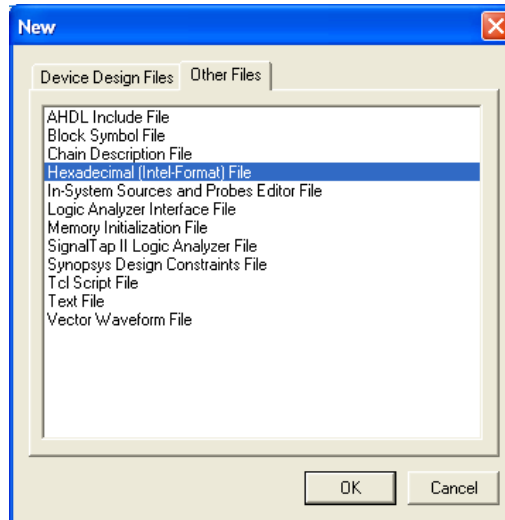 New
Device Design Files
Other Files
AHDL Include File
Block Symbol File
Chain Description File
Hexadecimal (Intel-Format) File
In-System Sources and Probes Editor File
Logic Analyzer Interface File
Memory Initialization File
SignalTap II Logic Analyzer File
Synopsys Design Constraints File
Tcl Script File
Text File
Vector Waveform File
OK
Cancel